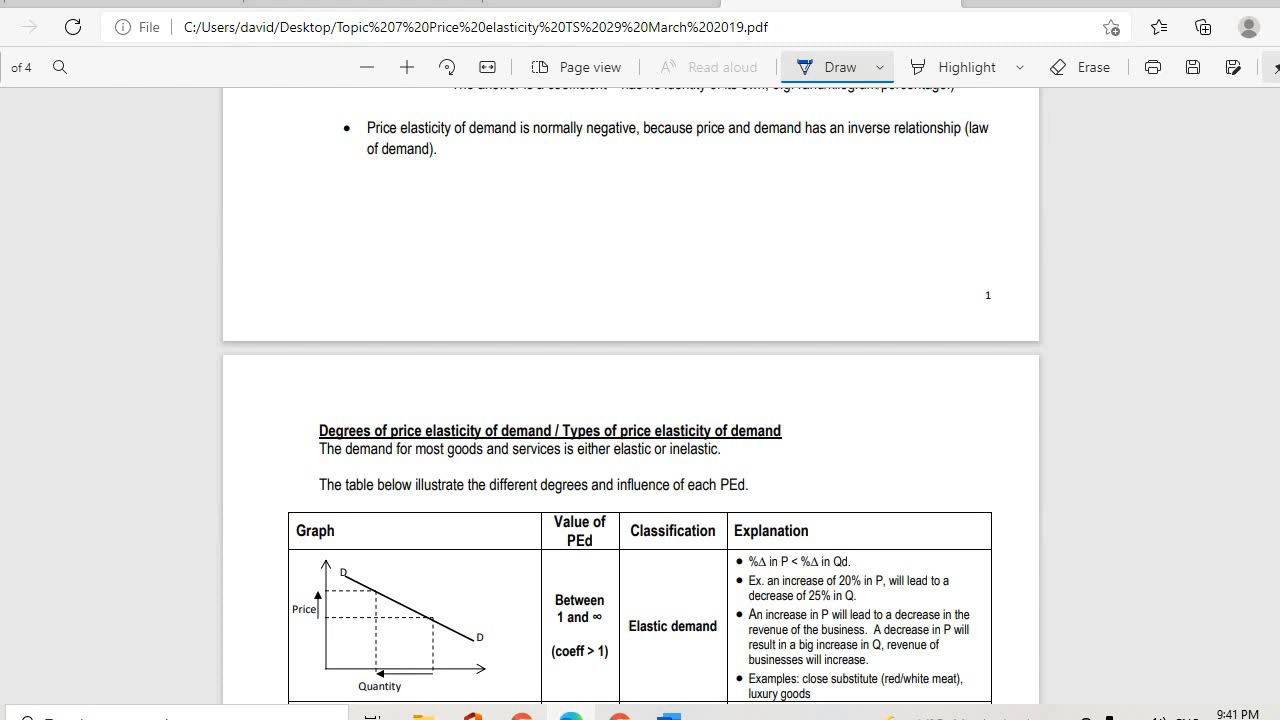 File C:/Users/david/Desktop/Topic%207%20Price%20elasticity%20TS%2029%20March%202019.pdf
of 4 Page view Read aloud Draw Highlight Erase
Price elasticity of demand is normally negative, because price and demand has an inverse relationship (law
of demand).
1
Degrees of price elasticity of demand / Types of price elasticity of demand
The demand for most goods and services is either elastic or inelastic.
The table below illustrate the different degrees and influence of each PEd.
Graph
Value of
PEd
Classification
Explanation
D
Price
D
Quantity
Between
1 and ∞
(coeff > 1)
Elastic demand
%∆ in P < %∆ in Qd.
Ex. an increase of 20% in P, will lead to a
decrease of 25% in Q.
An increase in P will lead to a decrease in the
revenue of the business. A decrease in P will
result in a big increase in Q, revenue of
businesses will increase.
Examples: close substitute (red/white meat),
luxury goods
9:41 PM